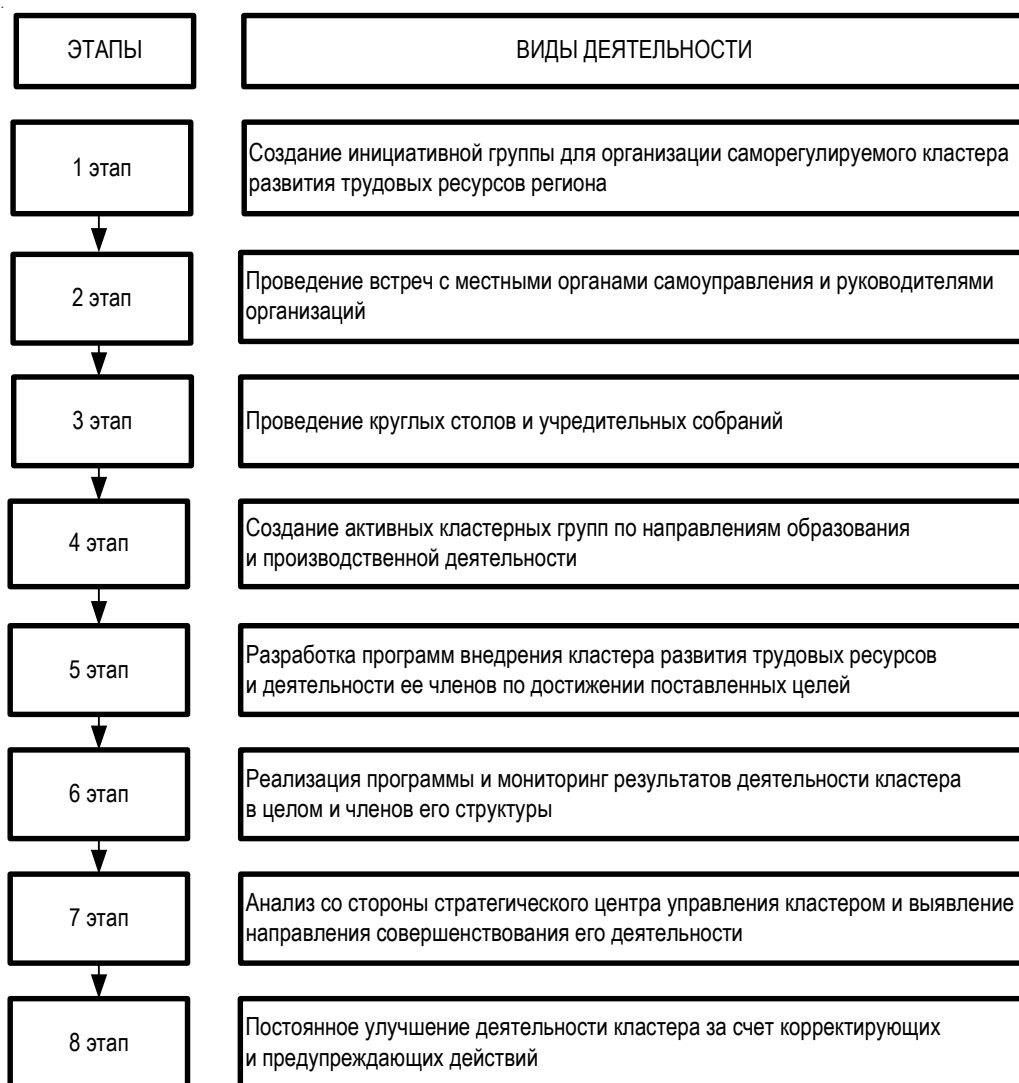 ЭТАПЫ
ВИДЫ ДЕЯТЕЛЬНОСТИ
1 этап
Создание инициативной группы для организации саморегулируемого кластера
развития трудовых ресурсов региона
2 этап
Проведение встреч с местными органами самоуправления и руководителями
организаций
3 этап
Проведение круглых столов и учредительных собраний
4 этап
Создание активных кластерных групп по направлениям образования
и производственной деятельности
5 этап
Разработка программ внедрения кластера развития трудовых ресурсов
и деятельности ее членов по достижении поставленных целей
6 этап
Реализация программы и мониторинг результатов деятельности кластера
в целом и членов его структуры
7 этап
Анализ со стороны стратегического центра управления кластером и выявление
направления совершенствования его деятельности
8 этап
Постоянное улучшение деятельности кластера за счет корректирующих
и предупреждающих действий